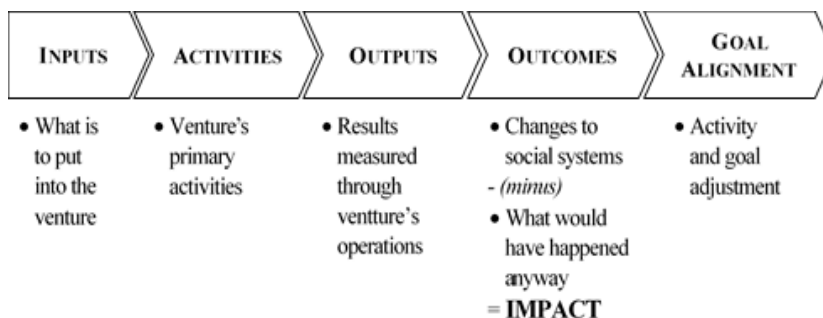 INPUTS
ACTIVITIES
OUTPUTS
OUTCOMES
GOAL
ALIGNMENT
• What is
to put
into the
venture
• Venture's
primary
activities
• Results
measured
through
ventture's
operations
• Changes to
social systems
- (minus)
• What would
have happened
anyway
= IMPACT
• Activity
and goal
adjustment